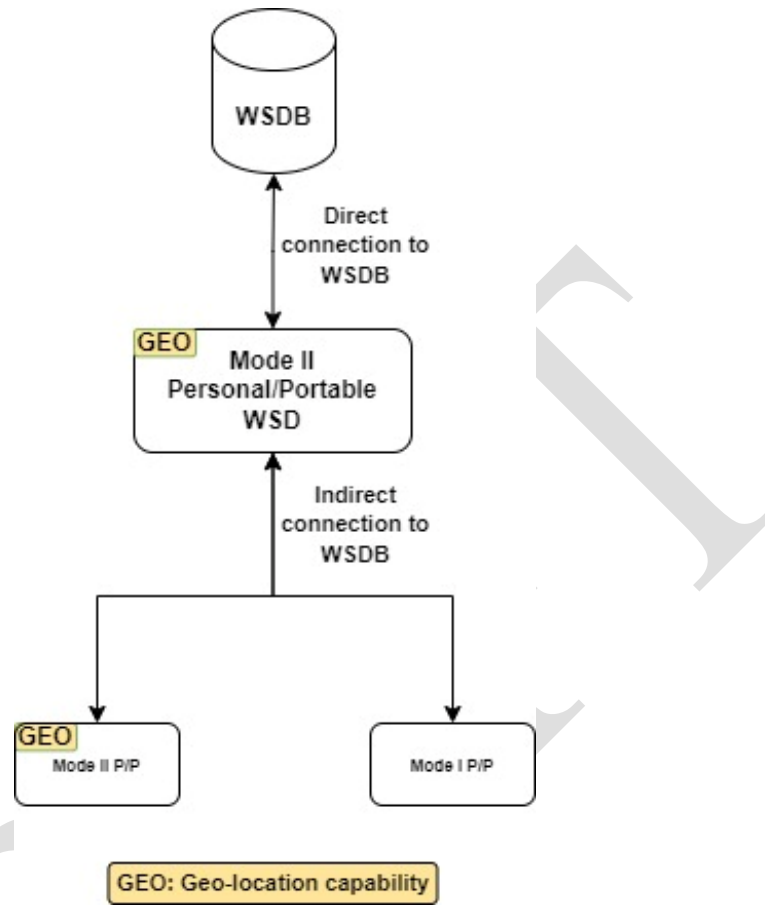 WSDB
Direct
connection to
WSDB
GEO
Mode II
Personal/Portable
WSD
Indirect
connection to
WSDB
GEO
Mode II P/P
Mode I P/P
GEO: Geo-location capability